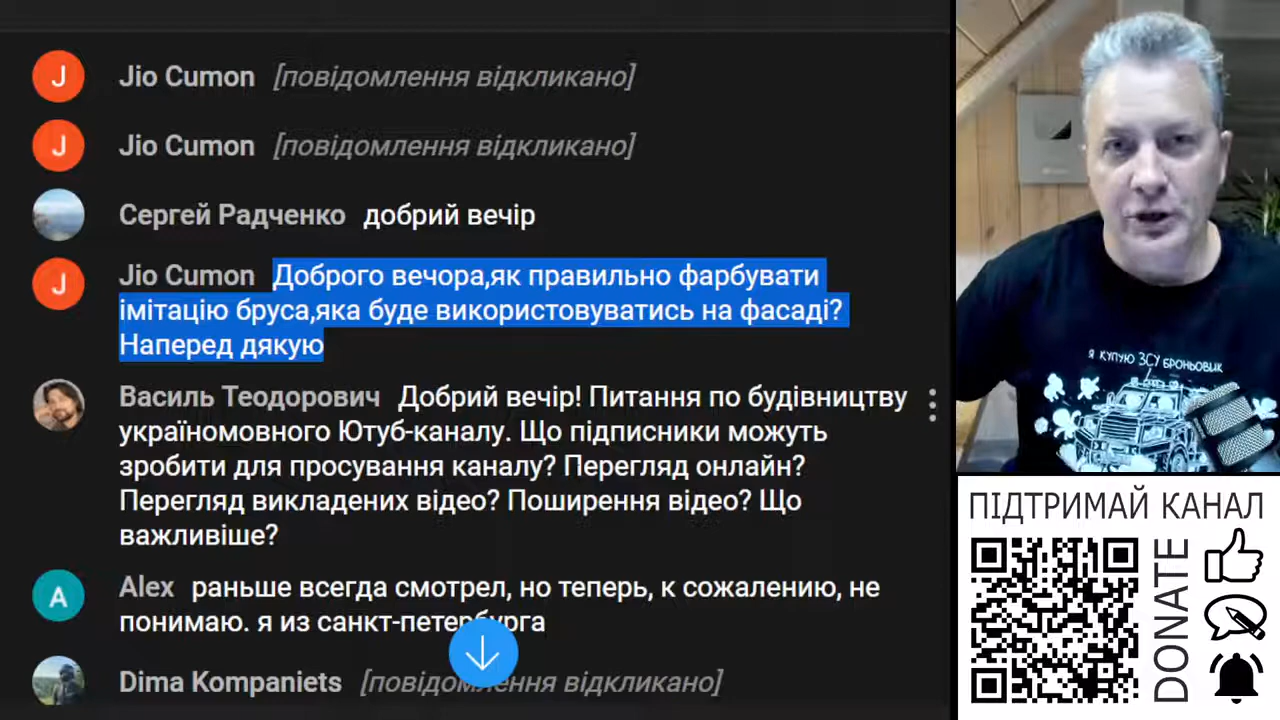 J
Jio Cumon [повідомлення відкликано]
J
Jio Cumon [повідомлення відкликано]
Сергей Радченко добрий вечір
J
Jio Cumon Доброго вечора,як правильно фарбувати
імітацію бруса,яка буде використовуватись на фасаді?
Наперед дякую
Василь Теодорович Добрий вечір! Питання по будівництву
україномовного Ютуб-каналу. Що підписники можуть
зробити для просування каналу? Перегляд онлайн?
Перегляд викладених відео? Поширення відео? Що
важливіше?
A
Alex раньше всегда смотрел, но теперь, к сожалению, не
понимаю. я из санкт-петербурга
Dima Kompaniets [повідомлення відкликано]
Я КУПУЮ ЗСУ БРОНЬОВИК
ПІДТРИМАЙ КАНАЛ
DONATE